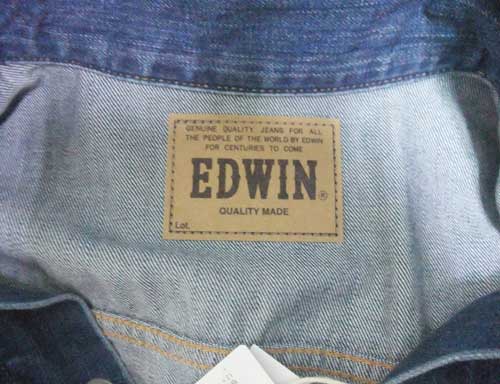 GENUINE QUALITY JEANS FOR ALL
THE PEOPLE OF THE WORLD BY EDWIN
FOR CENTURIES TO COME
EDWIN®
QUALITY MADE
Lot.